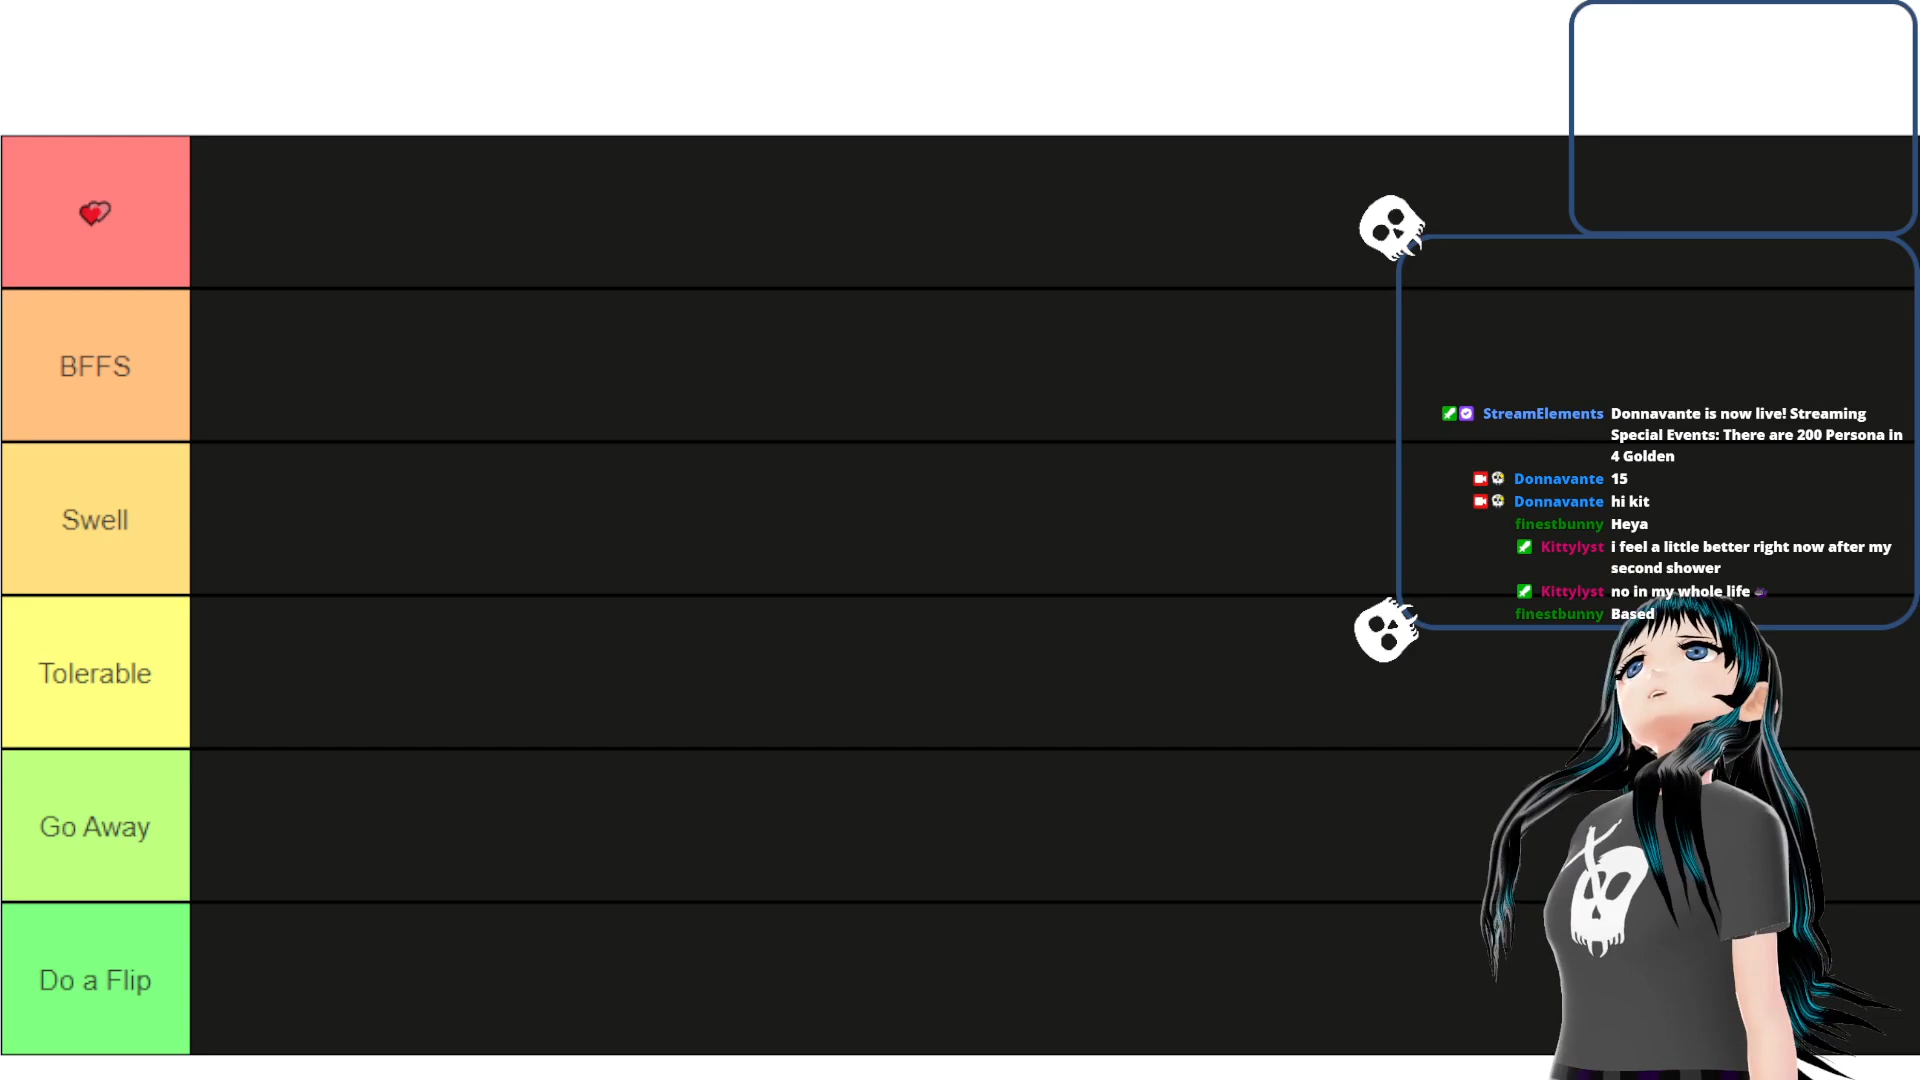 BFFS
Swell
Tolerable
Go Away
Do a Flip
StreamElements Donnavante is now live! Streaming
Special Events: There are 200 Persona in
4 Golden
Donnavante 15
Donnavante hi kit
finestbunny Heya
Kittylyst i feel a little better right now after my
second shower
Kittylyst no in my whole life
finestbunny Based